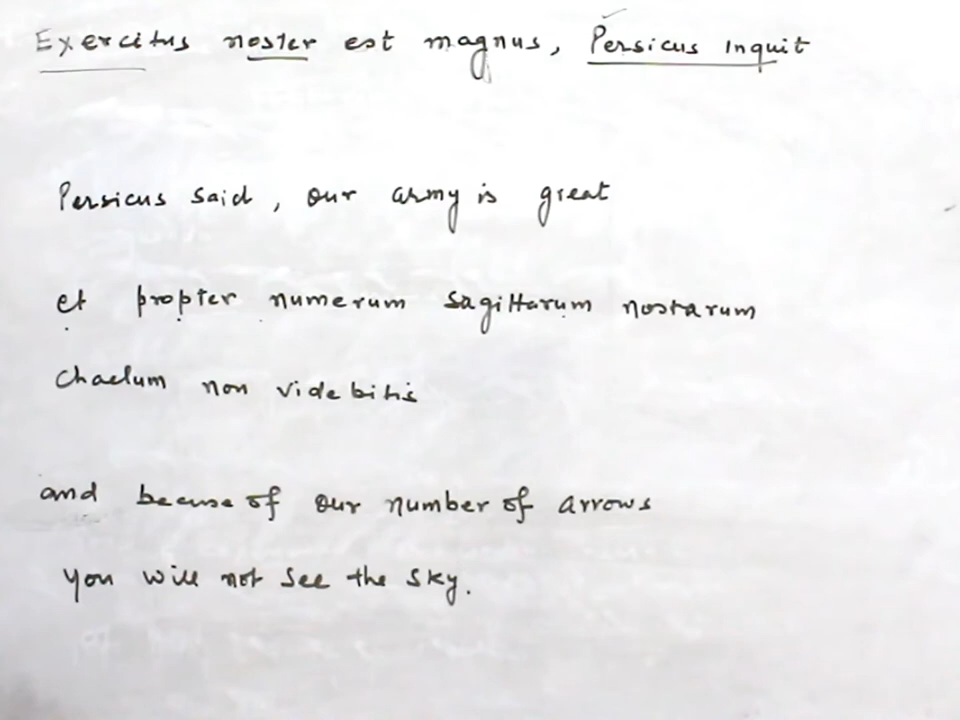 Exercitus noster est magnus, Persicus inquit
Persicus said, our army is great
et propter numerum sagittarum nostarum
Chaelum non videbitis
and becuse of our number of arrows
you will not see the sky.